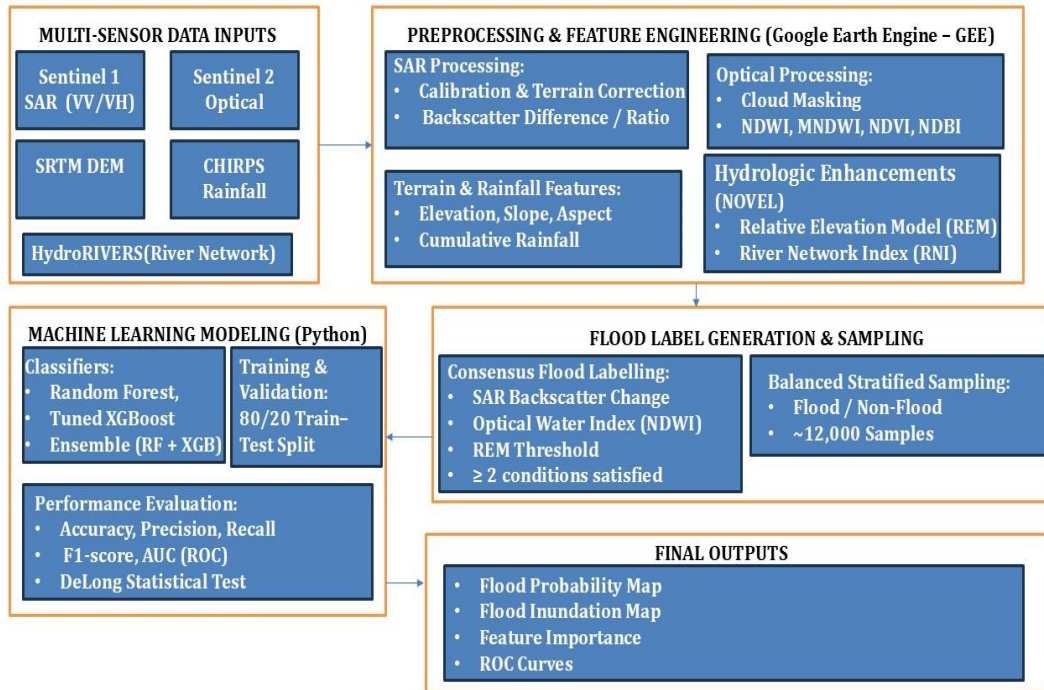 MULTI-SENSOR DATA INPUTS
Sentinel 1
SAR (VV/VH)
Sentinel 2
Optical
SRTM DEM
CHIRPS
Rainfall
HydroRIVERS(River Network)
PREPROCESSING & FEATURE ENGINEERING (Google Earth Engine – GEE)
SAR Processing:
• Calibration & Terrain Correction
• Backscatter Difference / Ratio
Optical Processing:
• Cloud Masking
• NDWI, MNDWI, NDVI, NDBI
Terrain & Rainfall Features:
• Elevation, Slope, Aspect
• Cumulative Rainfall
Hydrologic Enhancements
(NOVEL)
• Relative Elevation Model (REM)
• River Network Index (RNI)
MACHINE LEARNING MODELING (Python)
Classifiers:
• Random Forest,
• Tuned XGBoost
• Ensemble (RF + XGB)
Training &
Validation:
80/20 Train–
Test Split
Performance Evaluation:
• Accuracy, Precision, Recall
• F1-score, AUC (ROC)
• DeLong Statistical Test
FLOOD LABEL GENERATION & SAMPLING
Consensus Flood Labelling:
• SAR Backscatter Change
• Optical Water Index (NDWI)
• REM Threshold
• ≥ 2 conditions satisfied
Balanced Stratified Sampling:
• Flood / Non-Flood
• ~12,000 Samples
FINAL OUTPUTS
• Flood Probability Map
• Flood Inundation Map
• Feature Importance
• ROC Curves